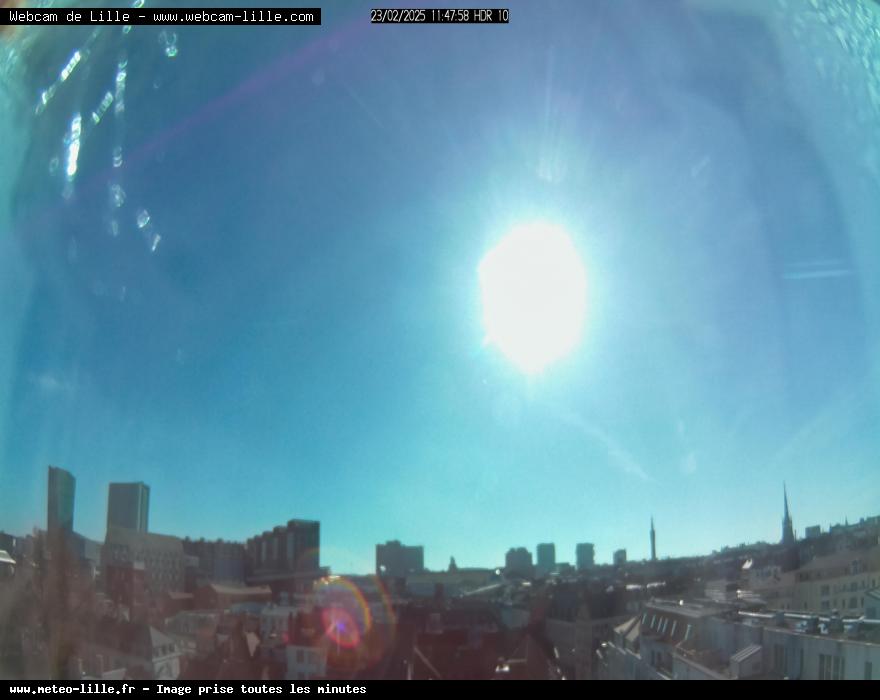 Webcam de Lille - www.webcam-lille.com
23/02/2025 11:47:58 HDR 10
www.meteo-lille.fr - Image prise toutes les minutes